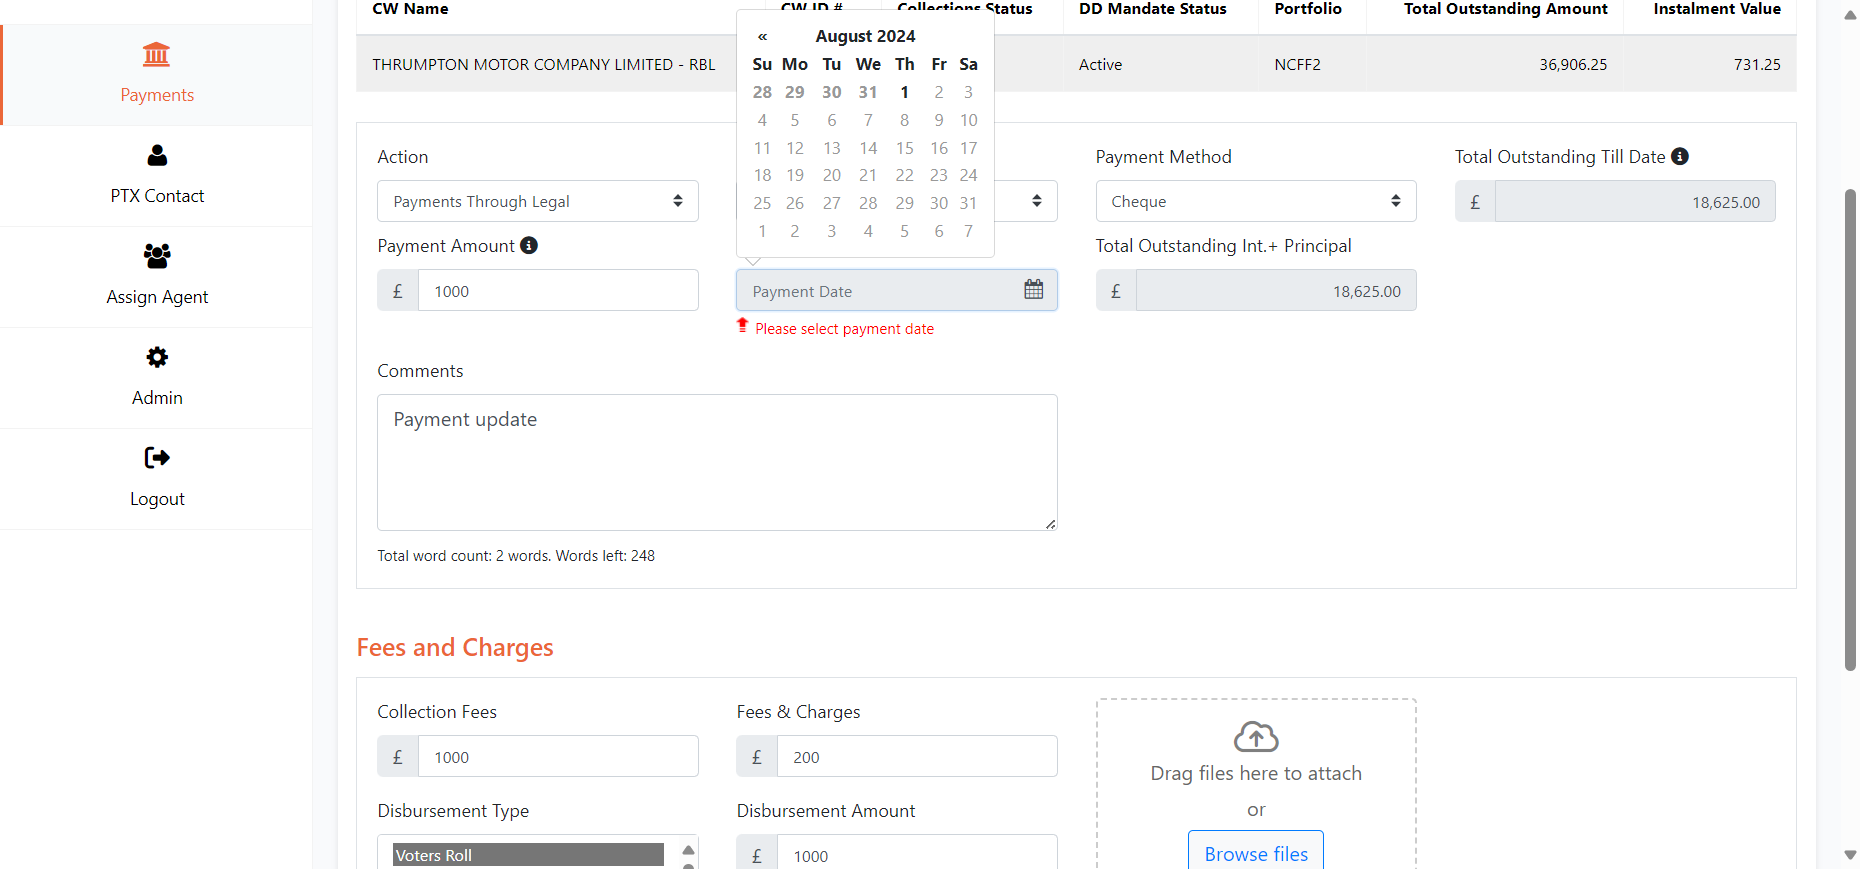 CW Name CW ID # Collections Status DD Mandate Status Portfolio Total Outstanding Amount Instalment Value
THRUMPTON MOTOR COMPANY LIMITED - RBL Active NCFF2 36,906.25 731.25
« August 2024
Su Mo Tu We Th Fr Sa
28 29 30 31 1 2 3
4 5 6 7 8 9 10
11 12 13 14 15 16 17
18 19 20 21 22 23 24
25 26 27 28 29 30 31
1 2 3 4 5 6 7
Payments
PTX Contact
Assign Agent
Admin
Logout
Action
Payments Through Legal
Payment Method
Cheque
Total Outstanding Till Date
£ 18,625.00
Payment Amount
£ 1000
Payment Date
Please select payment date
Total Outstanding Int.+ Principal
£ 18,625.00
Comments
Payment update
Total word count: 2 words. Words left: 248
Fees and Charges
Collection Fees
£ 1000
Fees & Charges
£ 200
Disbursement Type
Voters Roll
Disbursement Amount
£ 1000
Drag files here to attach
or
Browse files